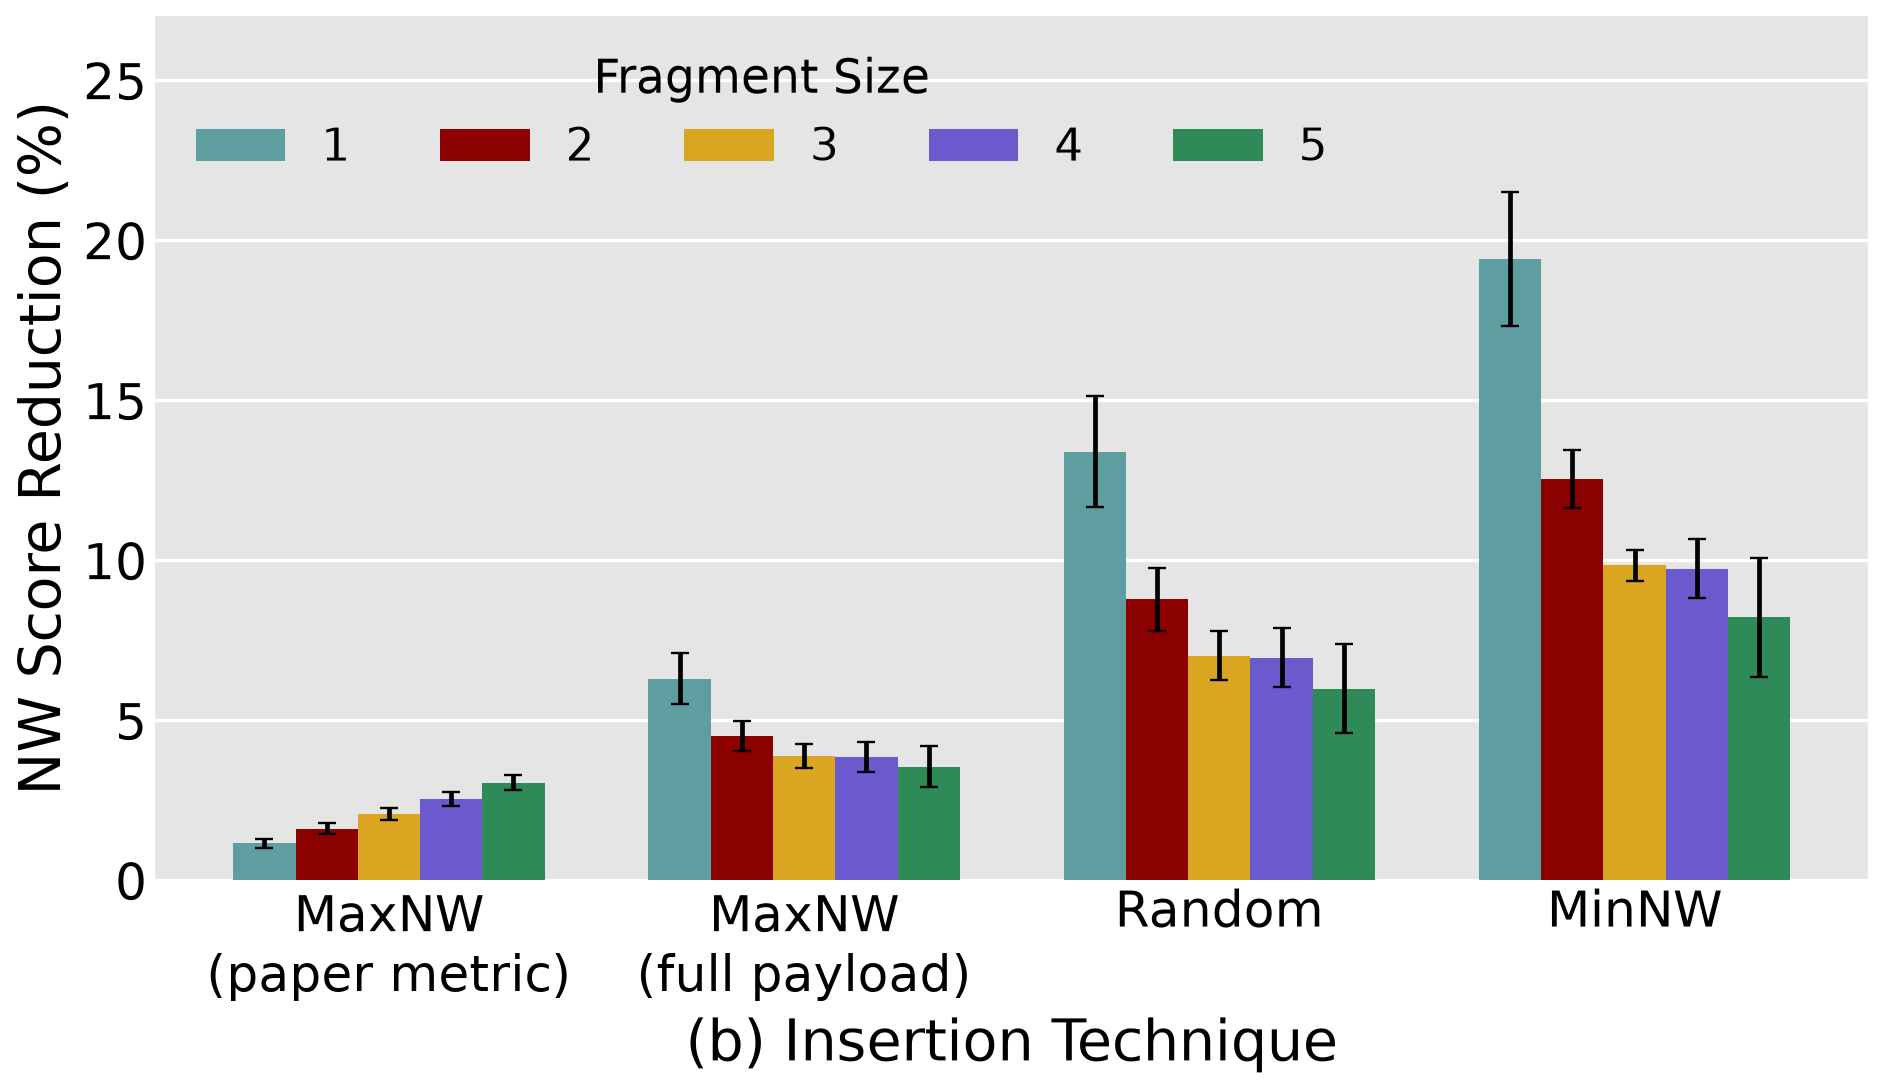 NW Score Reduction (%)
25
20
15
10
5
0
Fragment Size
1 2 3 4 5
MaxNW
(paper metric)
MaxNW
(full payload)
Random
MinNW
(b) Insertion Technique